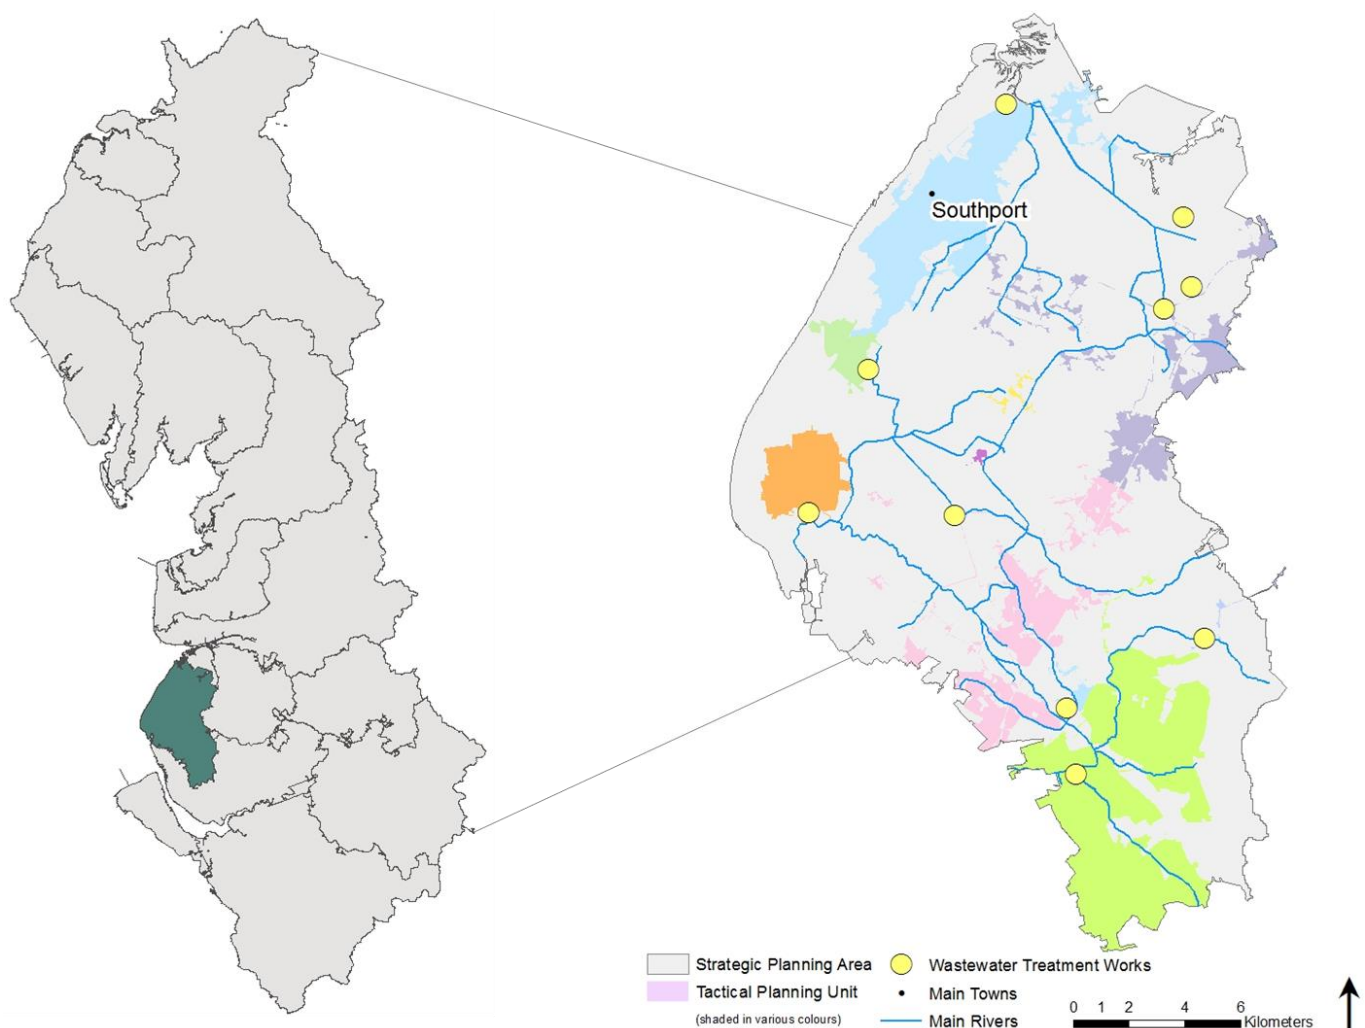 Southport
Strategic Planning Area
Wastewater Treatment Works
Tactical Planning Unit
Main Towns
(shaded in various colours)
Main Rivers
0 1 2 4 6
Kilometers